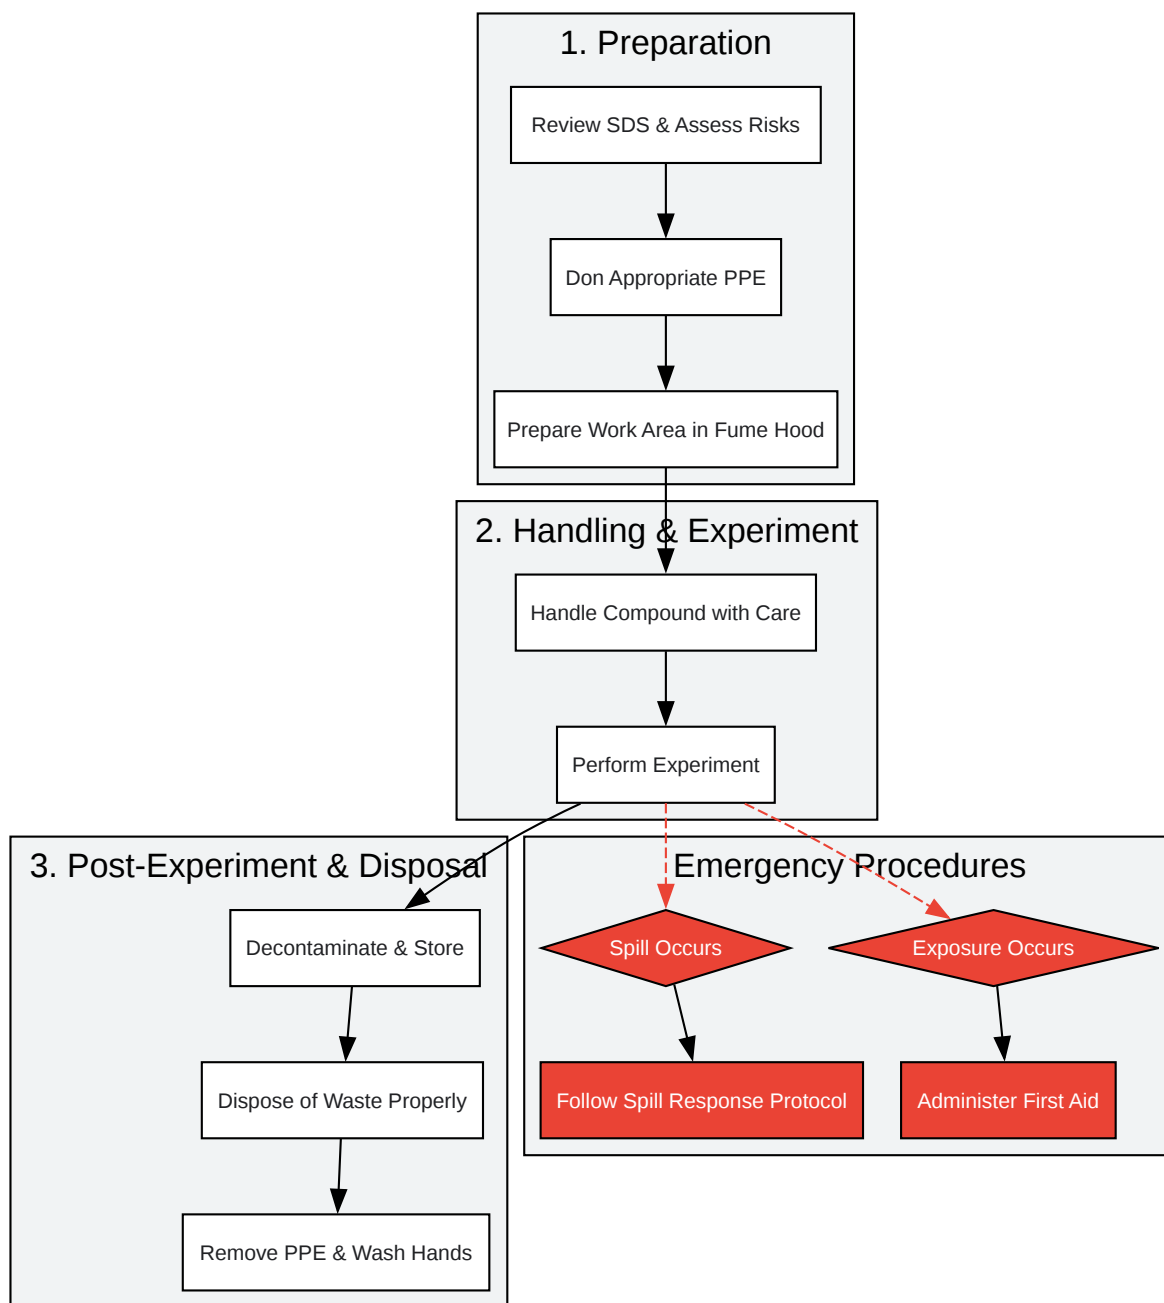 1. Preparation
Review SDS & Assess Risks
Don Appropriate PPE
Prepare Work Area in Fume Hood
2. Handling & Experiment
Handle Compound with Care
Perform Experiment
3. Post-Experiment & Disposal
Decontaminate & Store
Dispose of Waste Properly
Remove PPE & Wash Hands
Emergency Procedures
Spill Occurs
Exposure Occurs
Follow Spill Response Protocol
Administer First Aid